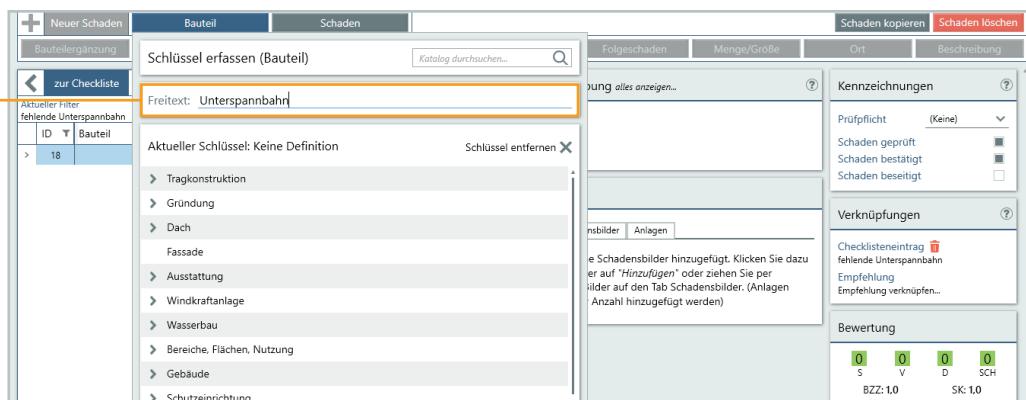 Neuer Schaden Bauteil Schaden Schaden kopieren Schaden löschen
Bauteilergänzung Folgeschaden Menge/Größe Ort Beschreibung
zur Checkliste
Aktueller Filter
fehlende Unterspannbahn
ID Bauteil
18
Schlüssel erfassen (Bauteil) Katalog durchsuchen...
Freitext: Unterspannbahn
Aktueller Schlüssel: Keine Definition Schlüssel entfernen
Tragkonstruktion
Gründung
Dach
Fassade
Ausstattung
Windkraftanlage
Wasserbau
Bereiche, Flächen, Nutzung
Gebäude
Schutzeinrichtung
bung alles anzeigen... ?
nsbilder Anlagen
e Schadensbilder hinzugefügt. Klicken Sie dazu
er auf "Hinzufügen" oder ziehen Sie per
Bilder auf den Tab Schadensbilder. (Anlagen
Anzahl hinzugefügt werden)
Kennzeichnungen ?
Prüfpflicht (Keine)
Schaden geprüft
Schaden bestätigt
Schaden beseitigt
Verknüpfungen ?
Checklisteneintrag
fehlende Unterspannbahn
Empfehlung
Empfehlung verknüpfen...
Bewertung
0 0 0 0
S V D SCH
BZZ: 1,0 SK: 1,0